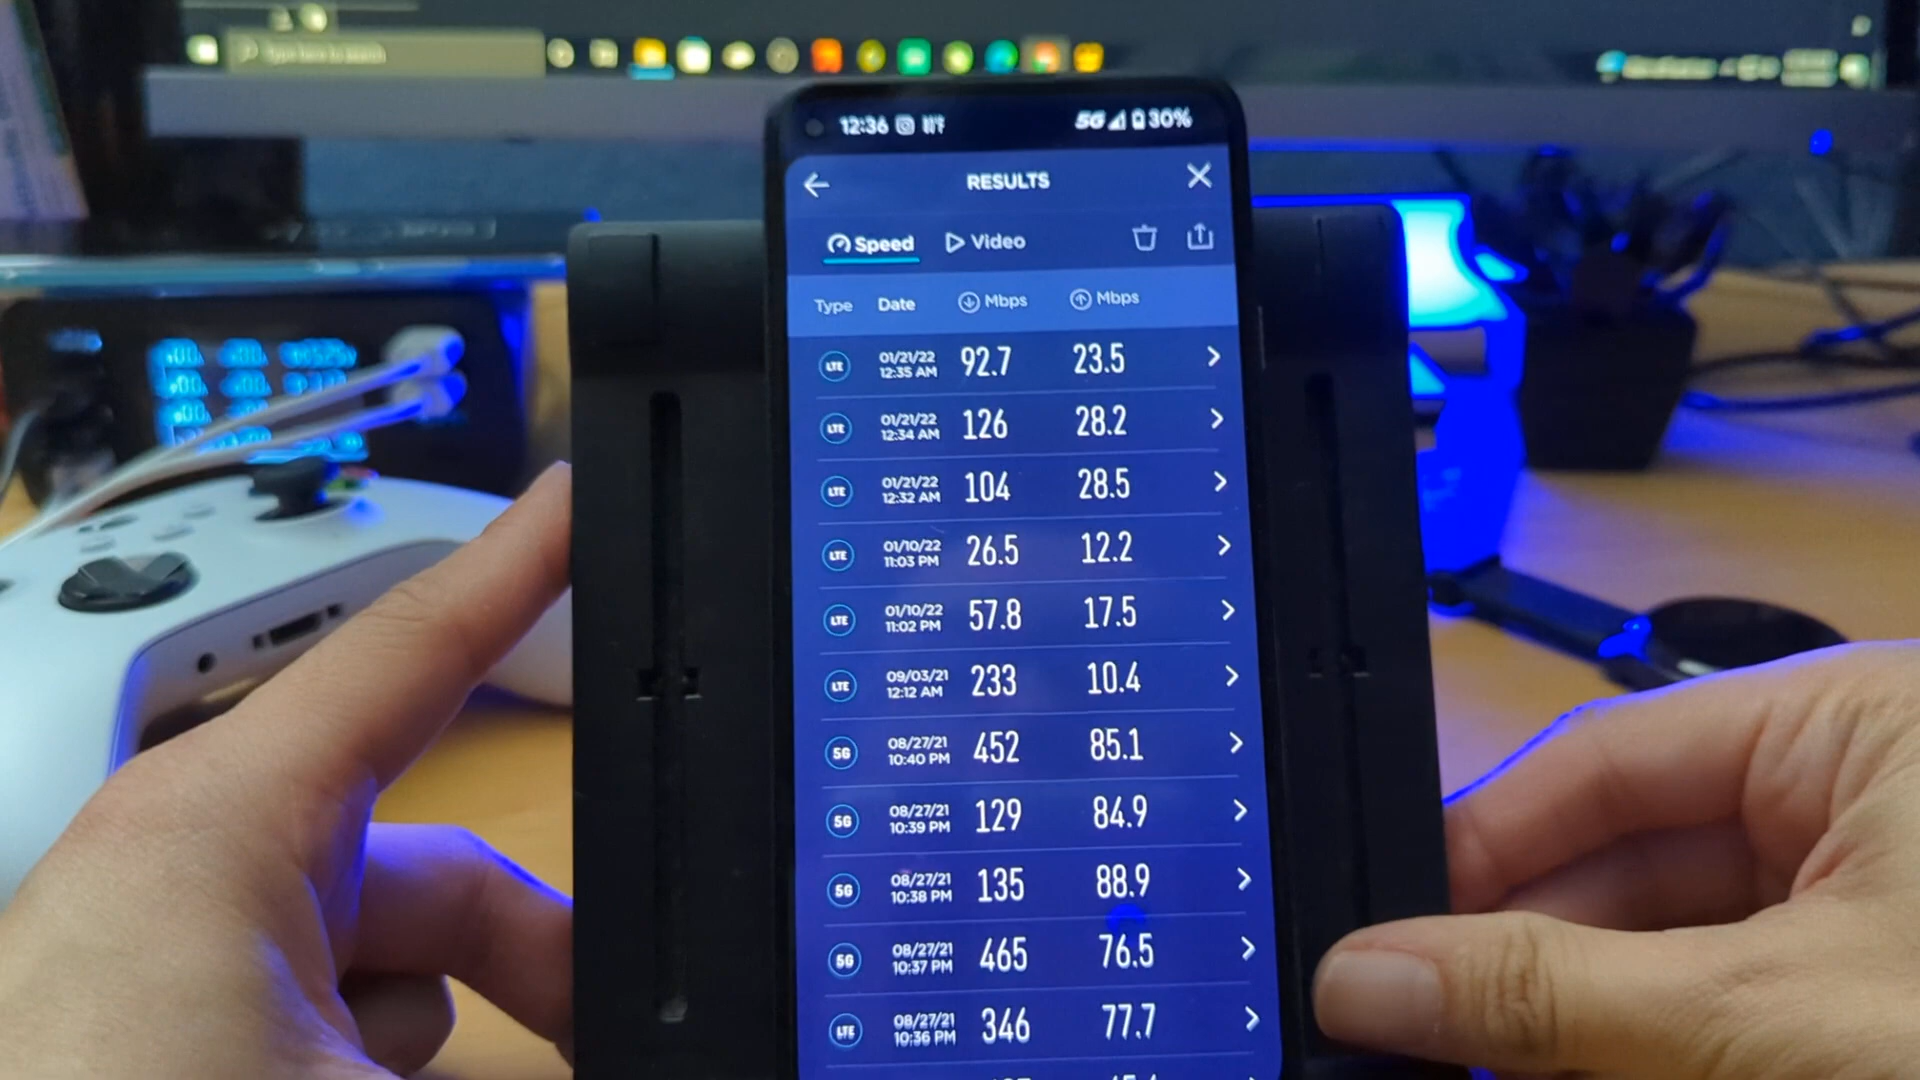 Type here to search
12:36 5G 30%
RESULTS
Speed Video
Type Date Mbps Mbps
LTE 01/21/22 12:35 AM 92.7 23.5
LTE 01/21/22 12:34 AM 126 28.2
LTE 01/21/22 12:32 AM 104 28.5
LTE 01/10/22 11:03 PM 26.5 12.2
LTE 01/10/22 11:02 PM 57.8 17.5
LTE 09/03/21 12:12 AM 233 10.4
5G 08/27/21 10:40 PM 452 85.1
5G 08/27/21 10:39 PM 129 84.9
5G 08/27/21 10:38 PM 135 88.9
5G 08/27/21 10:37 PM 465 76.5
LTE 08/27/21 10:36 PM 346 77.7